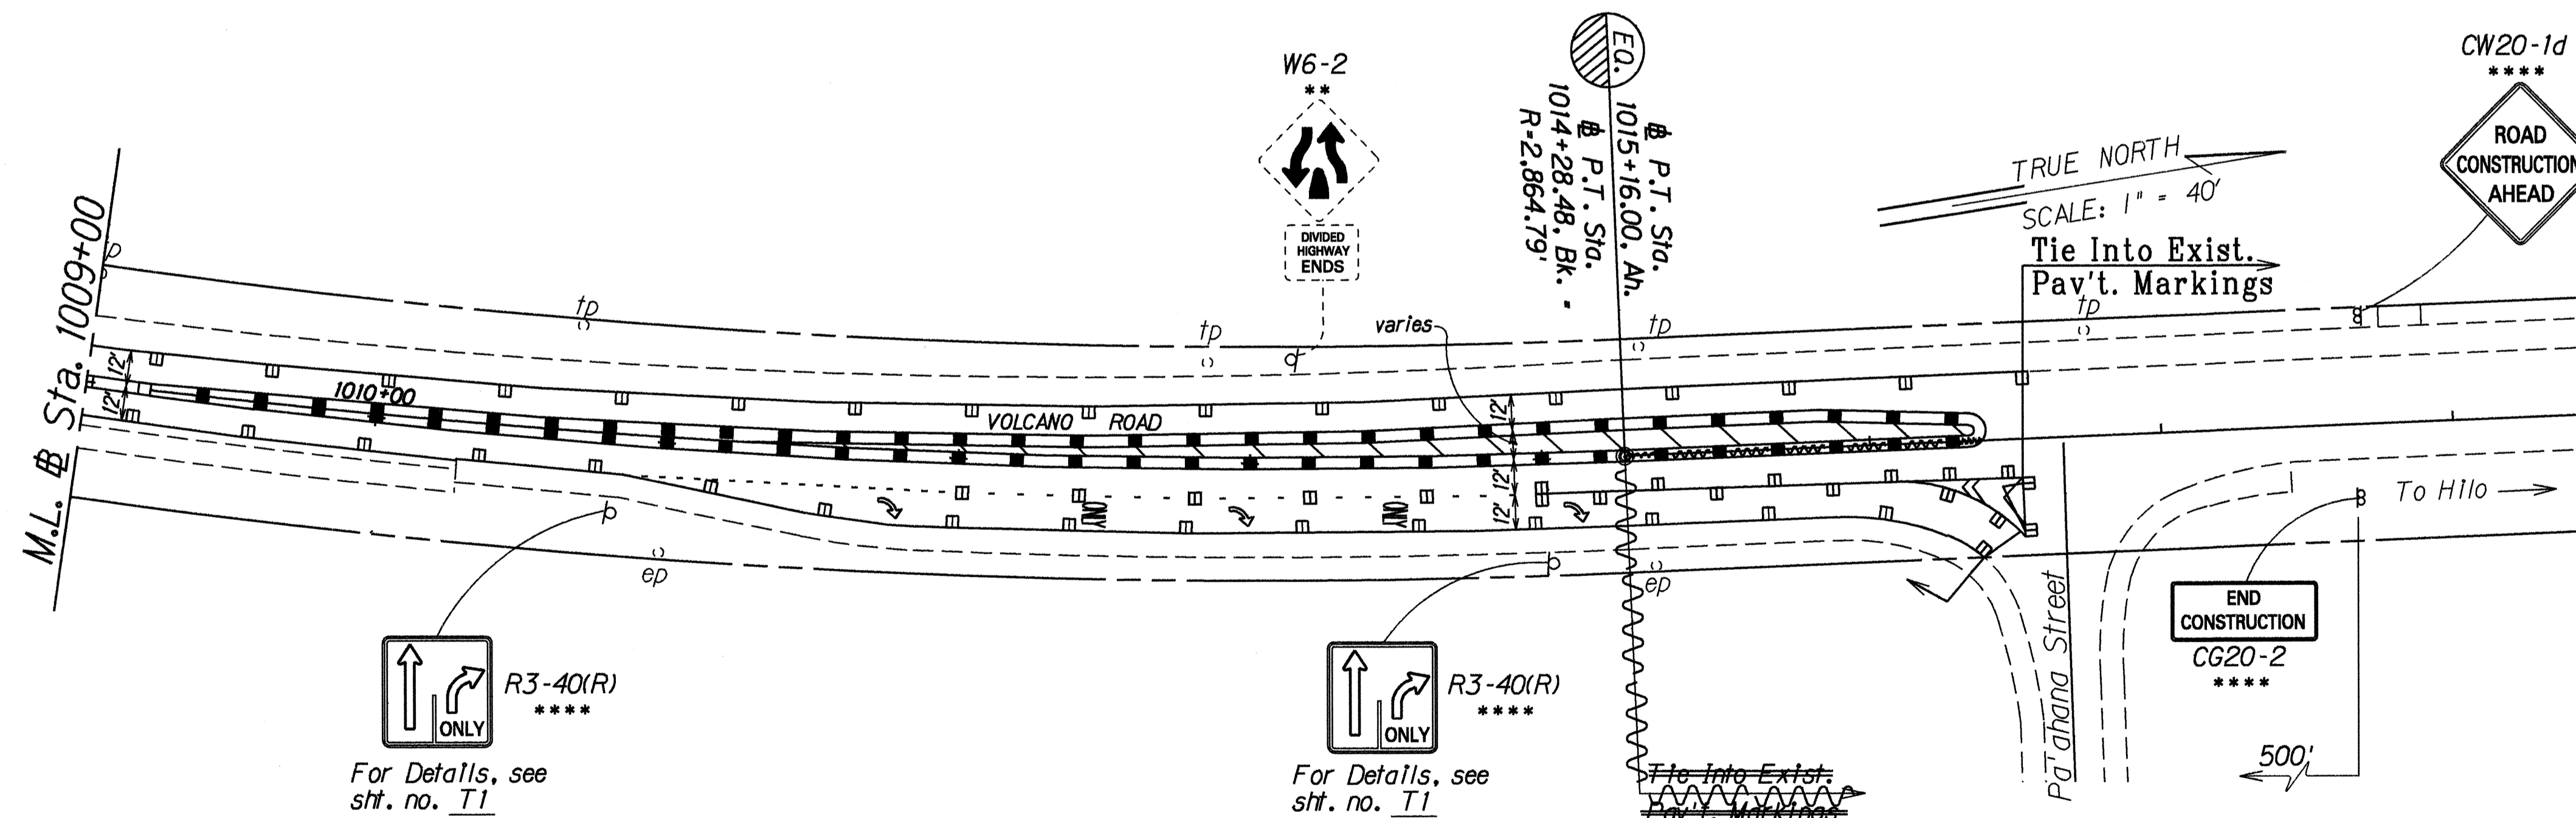 W6-2
**
DIVIDED
HIGHWAY
ENDS
EQ.
℄ P.T. Sta.
1015+16.00, Ah.
℄ P.T. Sta.
1014+28.48, Bk. -
R=2,864.79'
TRUE NORTH
SCALE: 1" = 40'
Tie Into Exist.
Pav't. Markings
CW20-1d
****
ROAD
CONSTRUCTION
AHEAD
M.L. ℄ Sta. 1009+00
tp
tp
tp
tp
tp
varies
12'
12'
1010+00
VOLCANO ROAD
12'
12'
12'
ONLY
ONLY
ep
ep
To Hilo
END
CONSTRUCTION
CG20-2
****
500'
Pa'ahana Street
ONLY
R3-40(R)
****
For Details, see
sht. no. T1
ONLY
R3-40(R)
****
For Details, see
sht. no. T1
Tie Into Exist.
Pav't. Markings